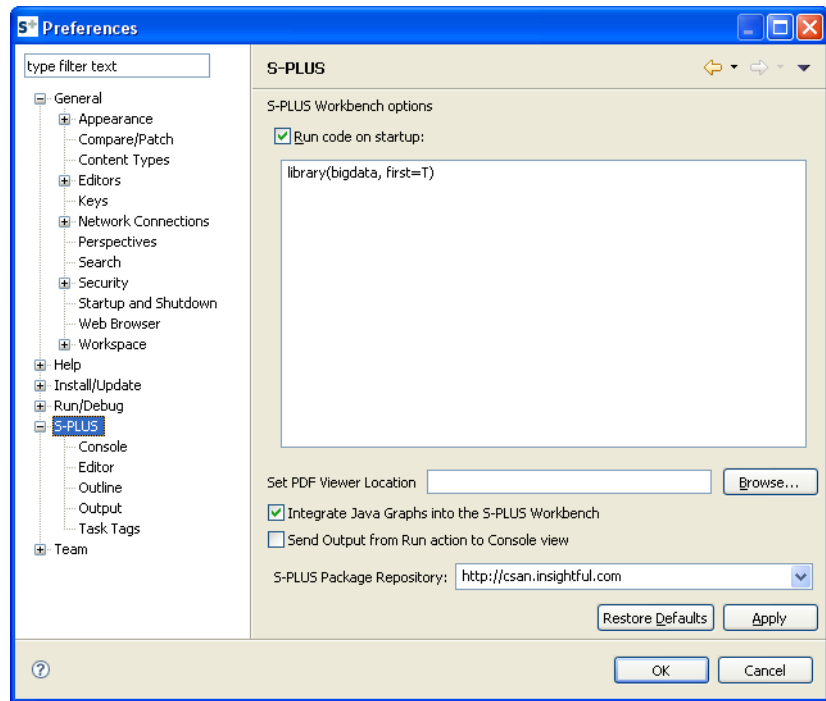 S+ Preferences
type filter text
General
Appearance
Compare/Patch
Content Types
Editors
Keys
Network Connections
Perspectives
Search
Security
Startup and Shutdown
Web Browser
Workspace
Help
Install/Update
Run/Debug
S-PLUS
Console
Editor
Outline
Output
Task Tags
Team
S-PLUS
S-PLUS Workbench options
Run code on startup:
library(bigdata, first=T)
Set PDF Viewer Location Browse...
Integrate Java Graphs into the S-PLUS Workbench
Send Output from Run action to Console view
S-PLUS Package Repository: http://csan.insightful.com
Restore Defaults Apply
? OK Cancel